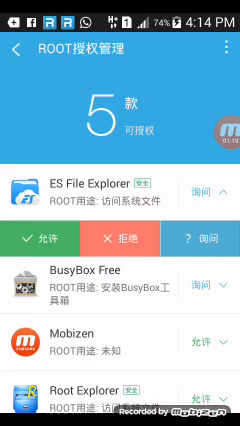 74% 4:14 PM
ROOT授权管理
5 款
可授权
01:19
ES File Explorer 安全
ROOT用途: 访问系统文件
询问
允许 拒绝 ? 询问
BusyBox Free
ROOT用途: 安装BusyBox工
具箱
询问
Mobizen
ROOT用途: 未知
允许
Root Explorer 安全
ROOT用途: 访问系统文件
允许
Recorded by mobizen